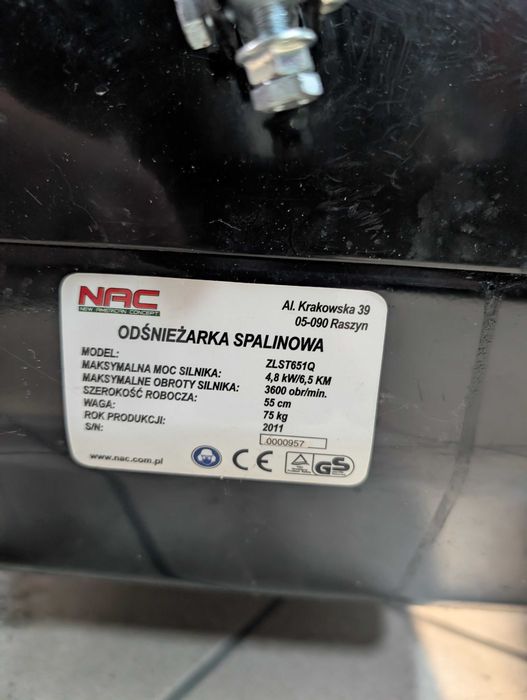 NAC
NEW AMERICAN CONCEPT
Al. Krakowska 39
05-090 Raszyn
ODŚNIEŻARKA SPALINOWA
MODEL: ZLST651Q
MAKSYMALNA MOC SILNIKA: 4,8 kW/6,5 KM
MAKSYMALNE OBROTY SILNIKA: 3600 obr/min.
SZEROKOŚĆ ROBOCZA: 55 cm
WAGA: 75 kg
ROK PRODUKCJI: 2011
S/N: 0000957
www.nac.com.pl
CE
GS